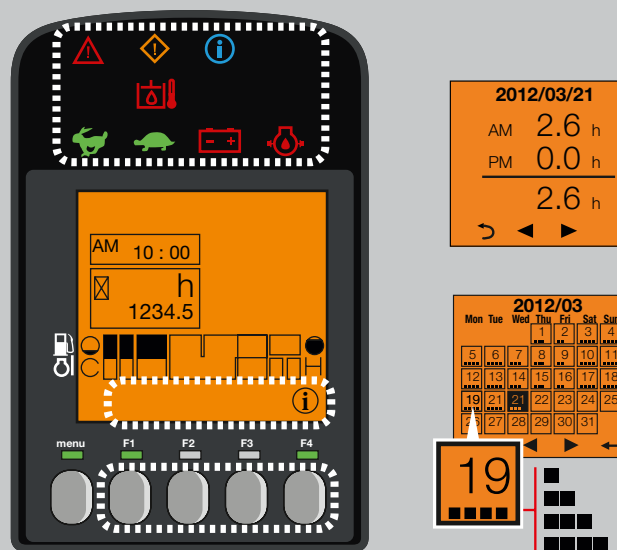 AM 10 : 00
h
1234.5
C H
i
menu F1 F2 F3 F4
2012/03/21
AM 2.6 h
PM 0.0 h
2.6 h
2012/03
Mon Tue Wed Thu Fri Sat Sun
1 2 3 4
5 6 7 8 9 10 11
12 13 14 15 16 17 18
19 21 21 22 23 24 25
26 27 28 29 30 31
19